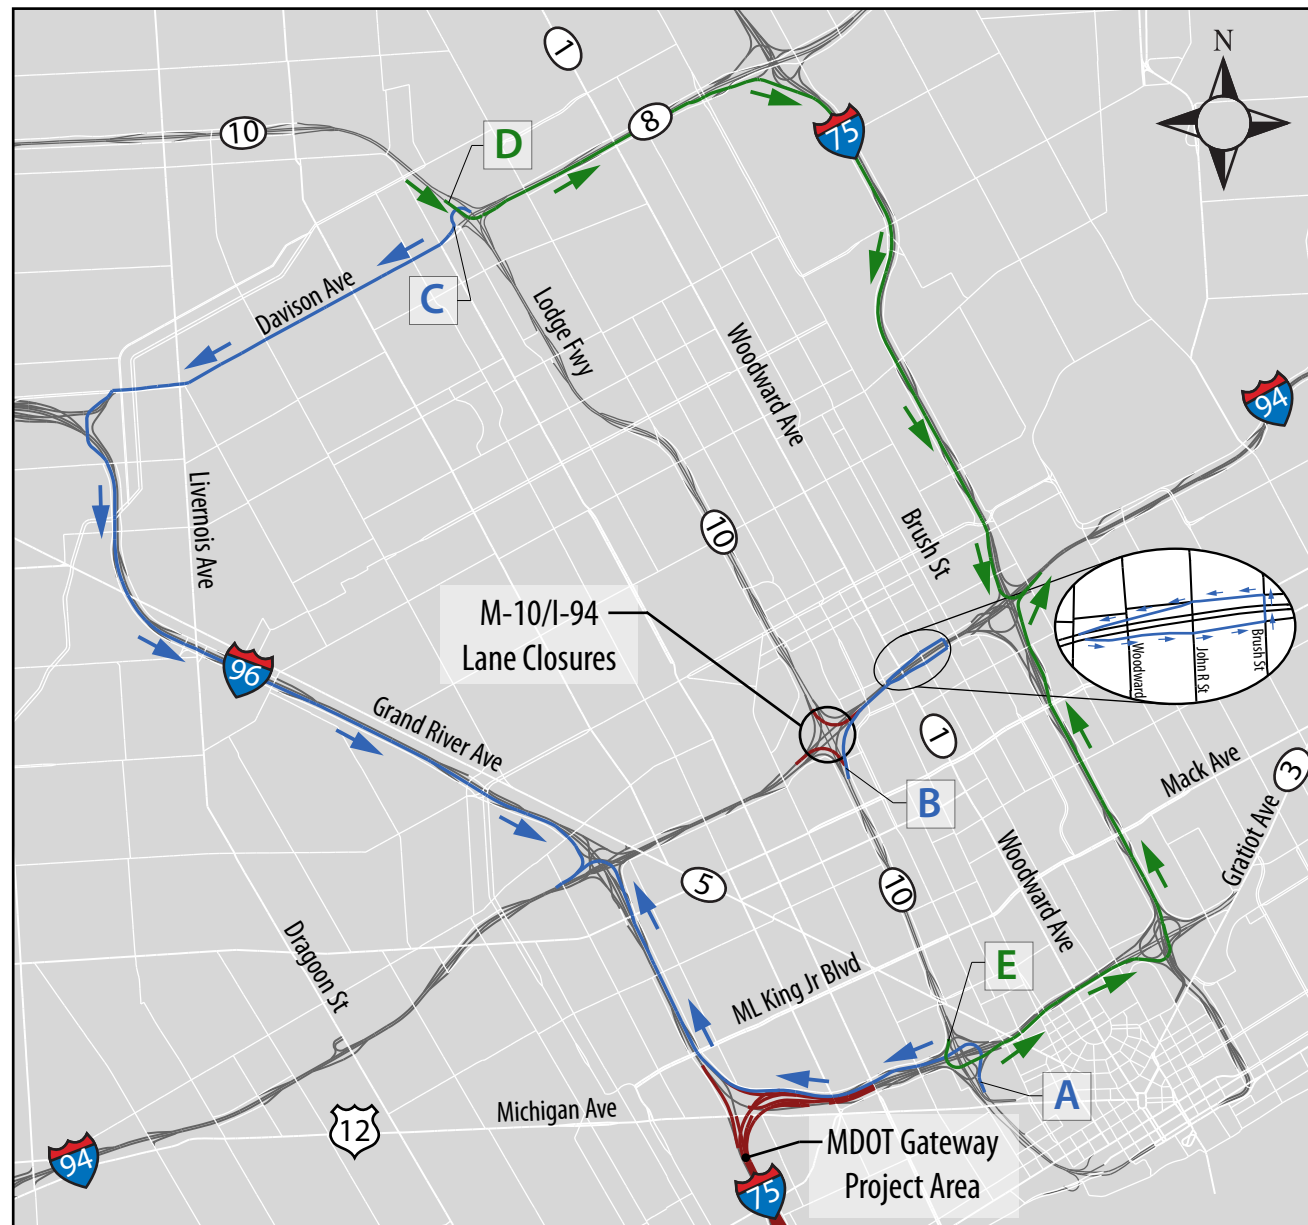 N
1
10
8
D
75
C
Davison Ave
Lodge Fwy
Woodward Ave
94
Livernois Ave
10
Brush St
M-10/I-94
Lane Closures
Woodward
John R St
Brush St
96
Grand River Ave
1
Mack Ave
3
B
Gratiot Ave
5
10
Woodward Ave
Dragoon St
ML King Jr Blvd
E
A
Michigan Ave
12
94
MDOT Gateway
Project Area
75